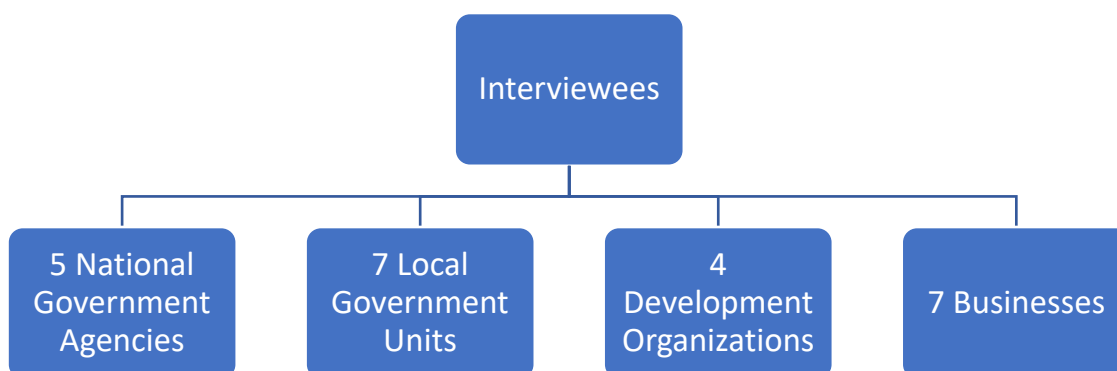 Interviewees
5 National
Government
Agencies
7 Local
Government
Units
4
Development
Organizations
7 Businesses